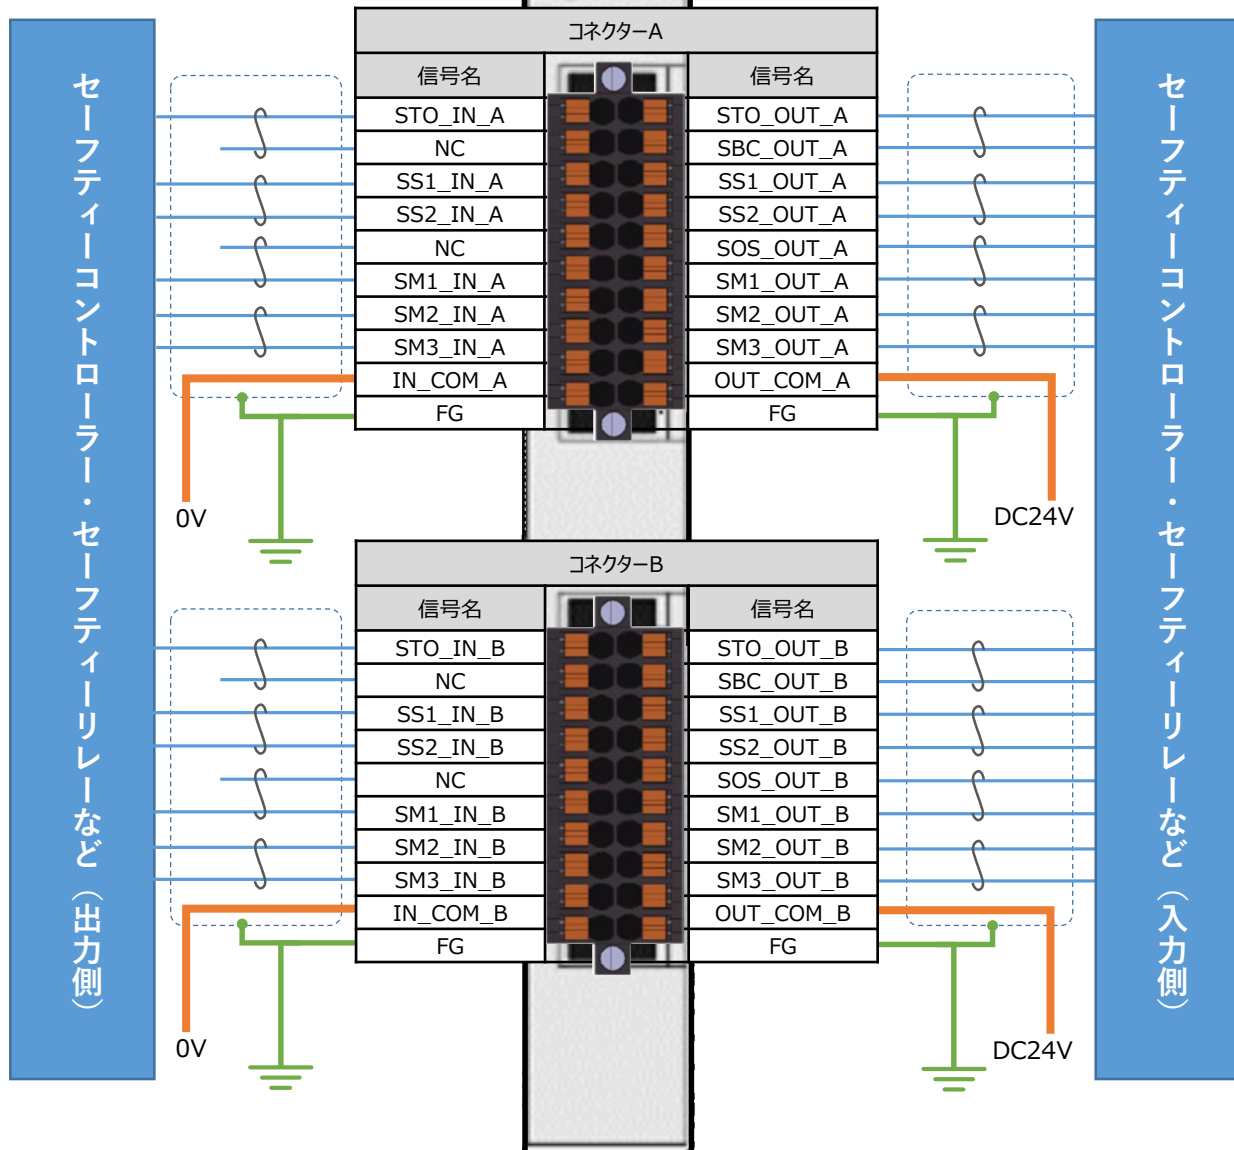 セーフティーコントローラー・セーフティーリレーなど（出力側）
コネクターA
信号名 信号名
STO_IN_A STO_OUT_A
NC SBC_OUT_A
SS1_IN_A SS1_OUT_A
SS2_IN_A SS2_OUT_A
NC SOS_OUT_A
SM1_IN_A SM1_OUT_A
SM2_IN_A SM2_OUT_A
SM3_IN_A SM3_OUT_A
IN_COM_A OUT_COM_A
FG FG
0V DC24V
コネクターB
信号名 信号名
STO_IN_B STO_OUT_B
NC SBC_OUT_B
SS1_IN_B SS1_OUT_B
SS2_IN_B SS2_OUT_B
NC SOS_OUT_B
SM1_IN_B SM1_OUT_B
SM2_IN_B SM2_OUT_B
SM3_IN_B SM3_OUT_B
IN_COM_B OUT_COM_B
FG FG
0V DC24V
セーフティーコントローラー・セーフティーリレーなど（入力側）